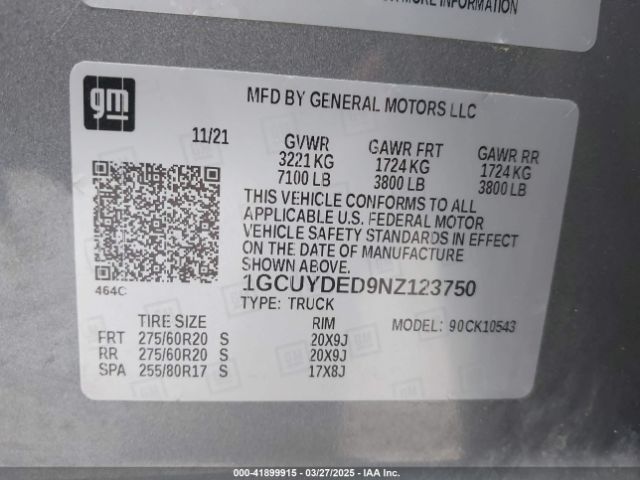 MORE INFORMATION
gm
MFD BY GENERAL MOTORS LLC
11/21 GVWR GAWR FRT GAWR RR
3221 KG 1724 KG 1724 KG
7100 LB 3800 LB 3800 LB
THIS VEHICLE CONFORMS TO ALL
APPLICABLE U.S. FEDERAL MOTOR
VEHICLE SAFETY STANDARDS IN EFFECT
ON THE DATE OF MANUFACTURE
SHOWN ABOVE.
464C
1GCUYDED9NZ123750
TYPE: TRUCK
TIRE SIZE RIM MODEL: 90CK10543
FRT 275/60R20 S 20X9J
RR 275/60R20 S 20X9J
SPA 255/80R17 S 17X8J
000-41899915 - 03/27/2025 - IAA Inc.